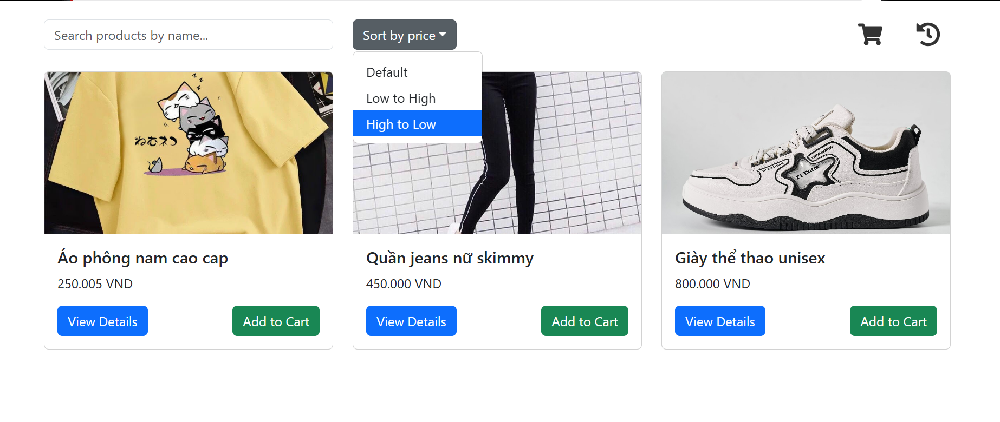 Search products by name...
Sort by price
Default
Low to High
High to Low
z z z
ねむネコ
F1 Enter
Áo phông nam cao cap
250.005 VND
View Details
Add to Cart
Quần jeans nữ skimmy
450.000 VND
View Details
Add to Cart
Giày thể thao unisex
800.000 VND
View Details
Add to Cart